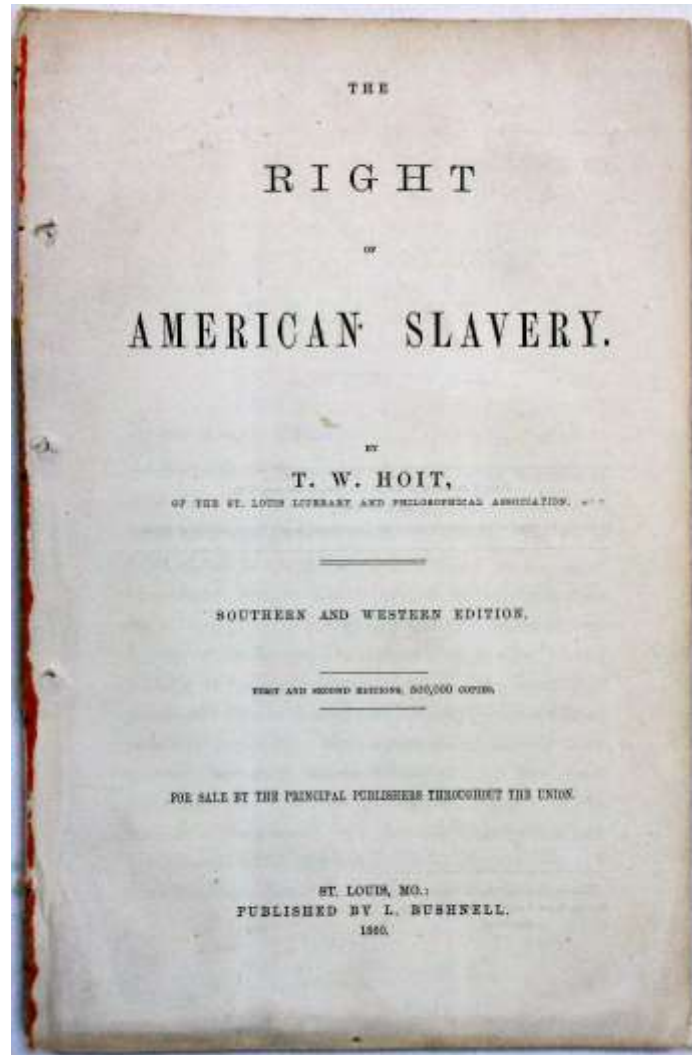 THE
RIGHT
OF
AMERICAN SLAVERY.
BY
T. W. HOIT,
OF THE ST. LOUIS LITERARY AND PHILOSOPHICAL ASSOCIATION.
SOUTHERN AND WESTERN EDITION.
FIRST AND SECOND EDITIONS, 500,000 COPIES.
FOR SALE BY THE PRINCIPAL PUBLISHERS THROUGHOUT THE UNION.
ST. LOUIS, MO.:
PUBLISHED BY L. BUSHNELL.
1860.